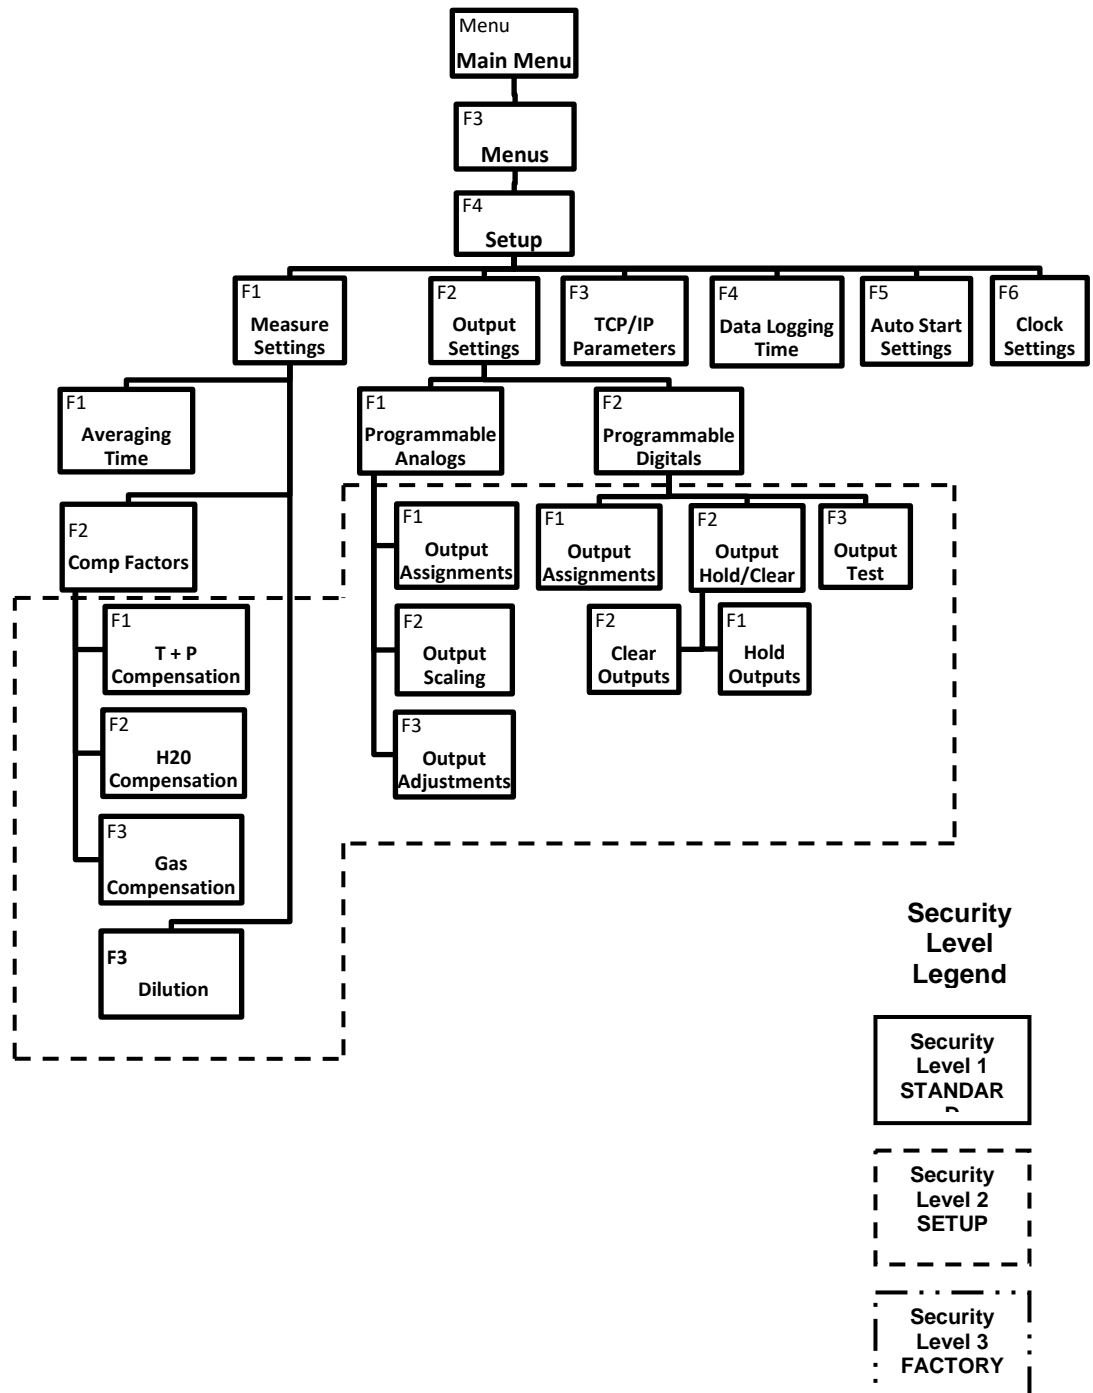 Menu
Main Menu
F3
Menus
F4
Setup
F1
Measure
Settings
F2
Output
Settings
F3
TCP/IP
Parameters
F4
Data Logging
Time
F5
Auto Start
Settings
F6
Clock
Settings
F1
Averaging
Time
F1
Programmable
Analogs
F2
Programmable
Digitals
F2
Comp Factors
F1
Output
Assignments
F1
Output
Assignments
F2
Output
Hold/Clear
F3
Output
Test
F1
T + P
Compensation
F2
Output
Scaling
F2
Clear
Outputs
F1
Hold
Outputs
F2
H20
Compensation
F3
Output
Adjustments
F3
Gas
Compensation
F3
Dilution
Security
Level
Legend
Security
Level 1
STANDAR
D
Security
Level 2
SETUP
Security
Level 3
FACTORY